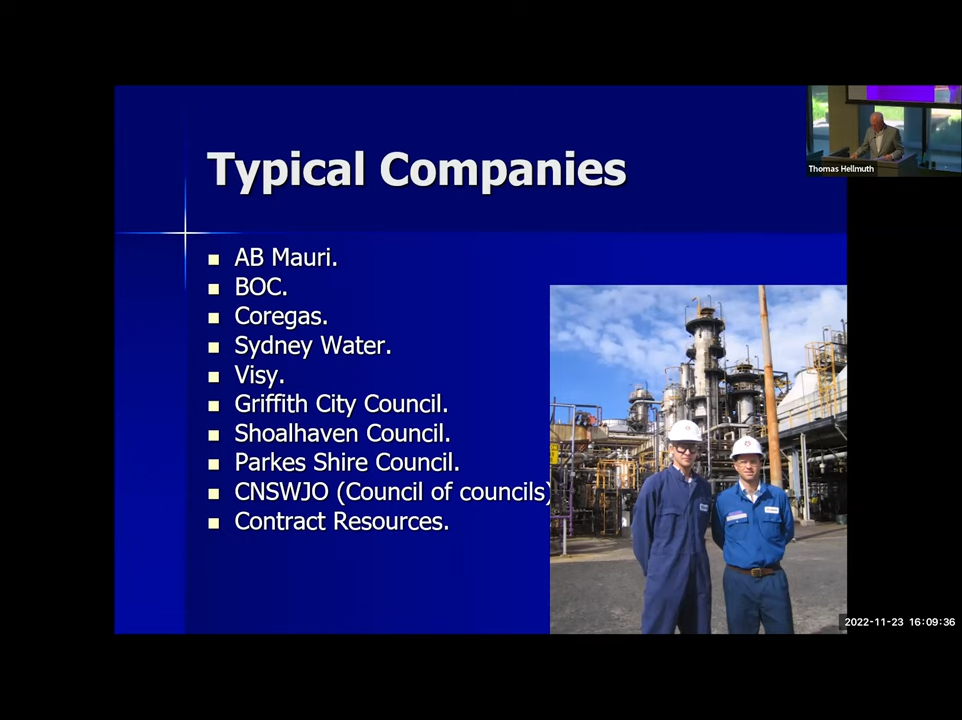 Typical Companies
AB Mauri.
BOC.
Coregas.
Sydney Water.
Visy.
Griffith City Council.
Shoalhaven Council.
Parkes Shire Council.
CNSWJO (Council of councils)
Contract Resources.
Thomas Hellmuth
2022-11-23 16:09:36